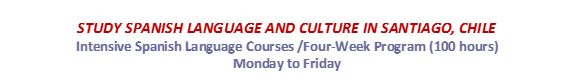 STUDY SPANISH LANGUAGE AND CULTURE IN SANTIAGO, CHILE
Intensive Spanish Language Courses /Four-Week Program (100 hours)
Monday to Friday